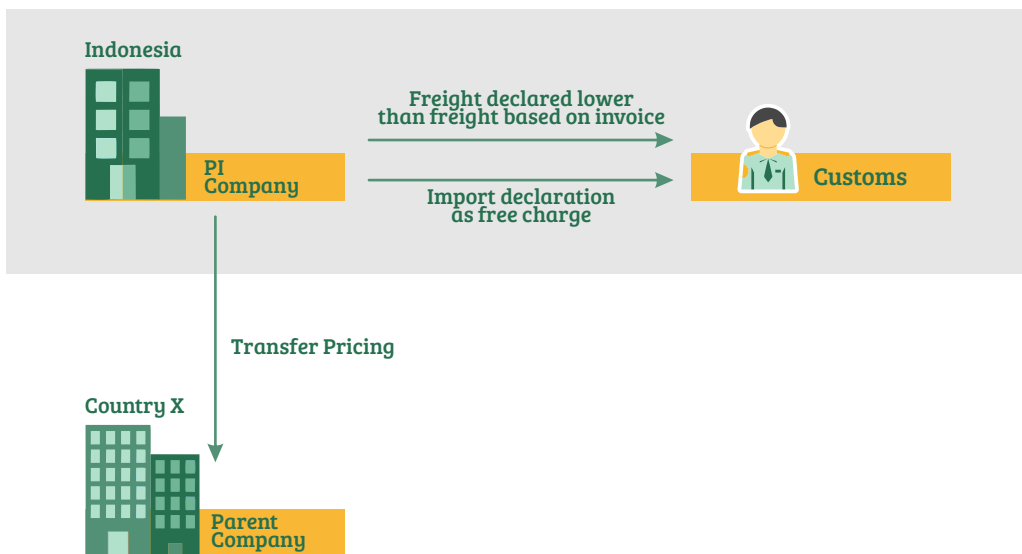 Indonesia
Freight declared lower
than freight based on invoice
PI
Company
Customs
Import declaration
as free charge
Transfer Pricing
Country X
Parent
Company